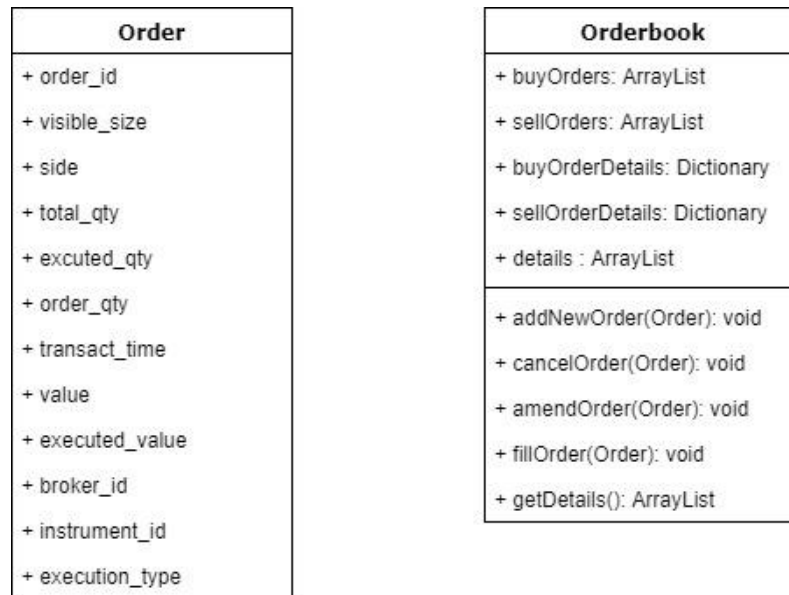 Order
+ order_id
+ visible_size
+ side
+ total_qty
+ excuted_qty
+ order_qty
+ transact_time
+ value
+ executed_value
+ broker_id
+ instrument_id
+ execution_type
Orderbook
+ buyOrders: ArrayList
+ sellOrders: ArrayList
+ buyOrderDetails: Dictionary
+ sellOrderDetails: Dictionary
+ details : ArrayList
+ addNewOrder(Order): void
+ cancelOrder(Order): void
+ amendOrder(Order): void
+ fillOrder(Order): void
+ getDetails(): ArrayList